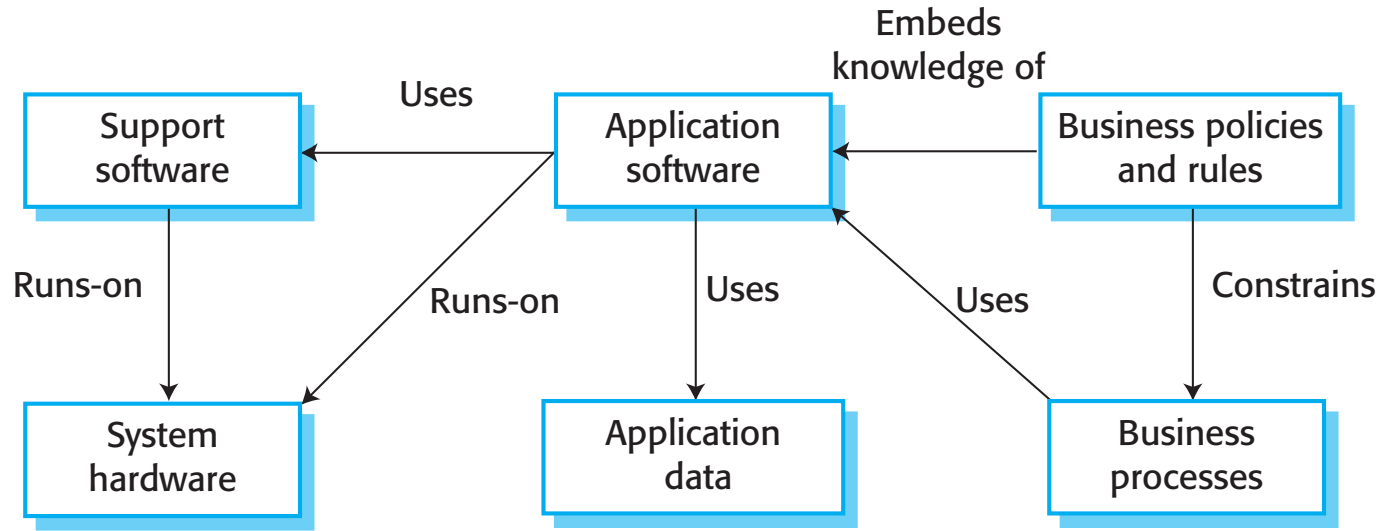 Embeds
knowledge of
Uses
Support
software
Application
software
Business policies
and rules
Runs-on
Runs-on
Uses
Uses
Constrains
System
hardware
Application
data
Business
processes